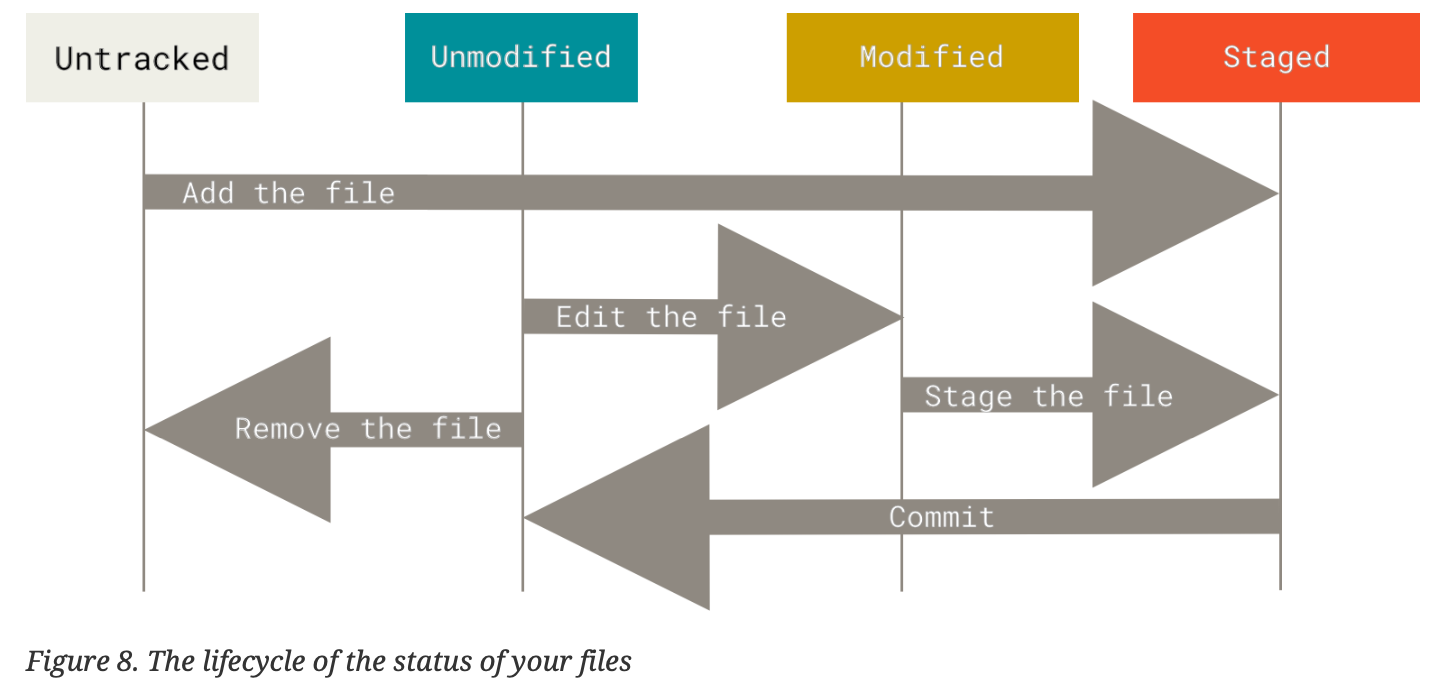 Untracked
Unmodified
Modified
Staged
Add the file
Edit the file
Stage the file
Remove the file
Commit
Figure 8. The lifecycle of the status of your files